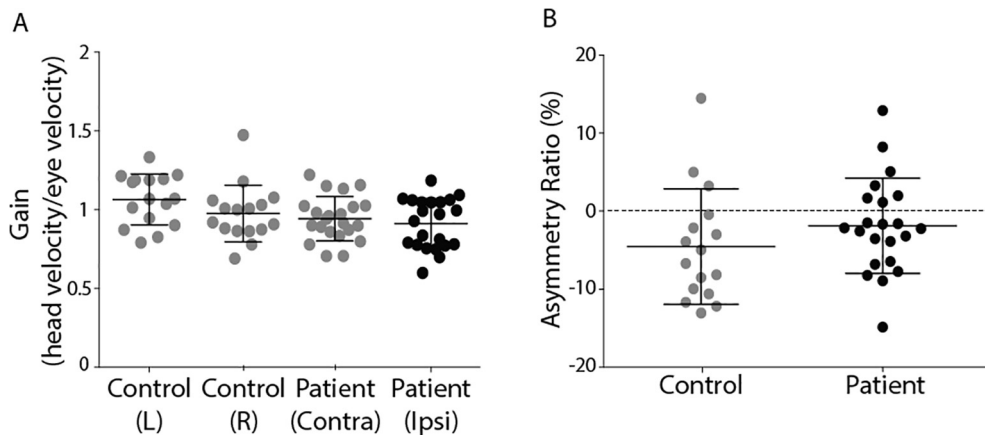 A
Gain
(head velocity/eye velocity)
2
1.5
1
0.5
0
Control
(L)
Control
(R)
Patient
(Contra)
Patient
(Ipsi)
B
Asymmetry Ratio (%)
20
10
0
-10
-20
Control
Patient